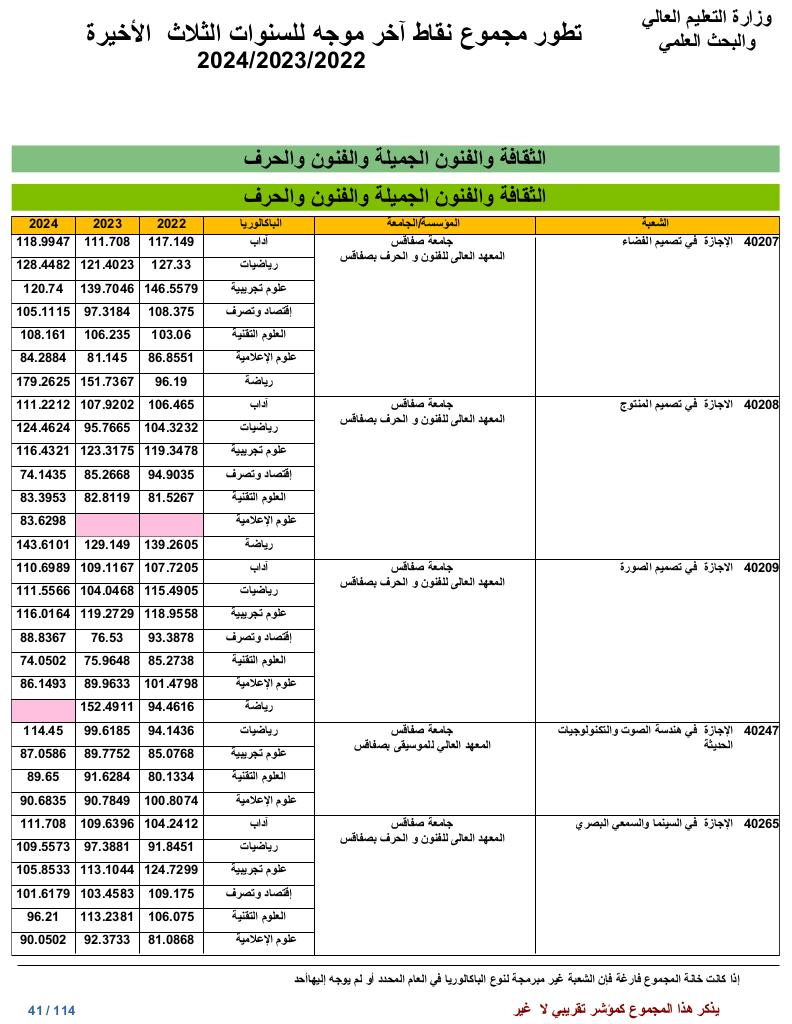 وزارة التعليم العالي
والبحث العلمي
تطور مجموع نقاط آخر موجه للسنوات الثلاث الأخيرة
2024/2023/2022
الثقافة والفنون الجميلة والفنون والحرف
الثقافة والفنون الجميلة والفنون والحرف
الشعبة المؤسسة/الجامعة الباكالوريا 2022 2023 2024
40207 الإجازة في تصميم الفضاء جامعة صفاقس آداب 117.149 111.708 118.9947
المعهد العالى للفنون و الحرف بصفاقس
رياضيات 127.33 121.4023 128.4482
علوم تجريبية 146.5579 139.7046 120.74
إقتصاد وتصرف 108.375 97.3184 105.1115
العلوم التقنية 103.06 106.235 108.161
علوم الإعلامية 86.8551 81.145 84.2884
رياضة 96.19 151.7367 179.2625
40208 الاجازة في تصميم المنتوج جامعة صفاقس آداب 106.465 107.9202 111.2212
المعهد العالى للفنون و الحرف بصفاقس
رياضيات 104.3232 95.7665 124.4624
علوم تجريبية 119.3478 123.3175 116.4321
إقتصاد وتصرف 94.9035 85.2668 74.1435
العلوم التقنية 81.5267 82.8119 83.3953
علوم الإعلامية 83.6298
رياضة 139.2605 129.149 143.6101
40209 الاجازة في تصميم الصورة جامعة صفاقس آداب 107.7205 109.1167 110.6989
المعهد العالى للفنون و الحرف بصفاقس
رياضيات 115.4905 104.0468 111.5566
علوم تجريبية 118.9558 119.2729 116.0164
إقتصاد وتصرف 93.3878 76.53 88.8367
العلوم التقنية 85.2738 75.9648 74.0502
علوم الإعلامية 101.4798 89.9633 86.1493
رياضة 94.4616 152.4911
40247 الإجازة في هندسة الصوت والتكنولوجيات جامعة صفاقس رياضيات 94.1436 99.6185 114.45
الحديثة المعهد العالي للموسيقى بصفاقس
علوم تجريبية 85.0768 89.7752 87.0586
العلوم التقنية 80.1334 91.6284 89.65
علوم الإعلامية 100.8074 90.7849 90.6835
40265 الإجازة في السينما والسمعي البصري جامعة صفاقس آداب 104.2412 109.6396 111.708
المعهد العالى للفنون و الحرف بصفاقس
رياضيات 91.8451 97.3881 109.5573
علوم تجريبية 124.7299 113.1044 105.8533
إقتصاد وتصرف 109.175 103.4583 101.6179
العلوم التقنية 106.075 113.2381 96.21
علوم الإعلامية 81.0868 92.3733 90.0502
إذا كانت خانة المجموع فارغة فإن الشعبة غير مبرمجة لنوع الباكالوريا في العام المحدد أو لم يوجه إليهاأحد
يذكر هذا المجموع كمؤشر تقريبي لا غير
41 / 114